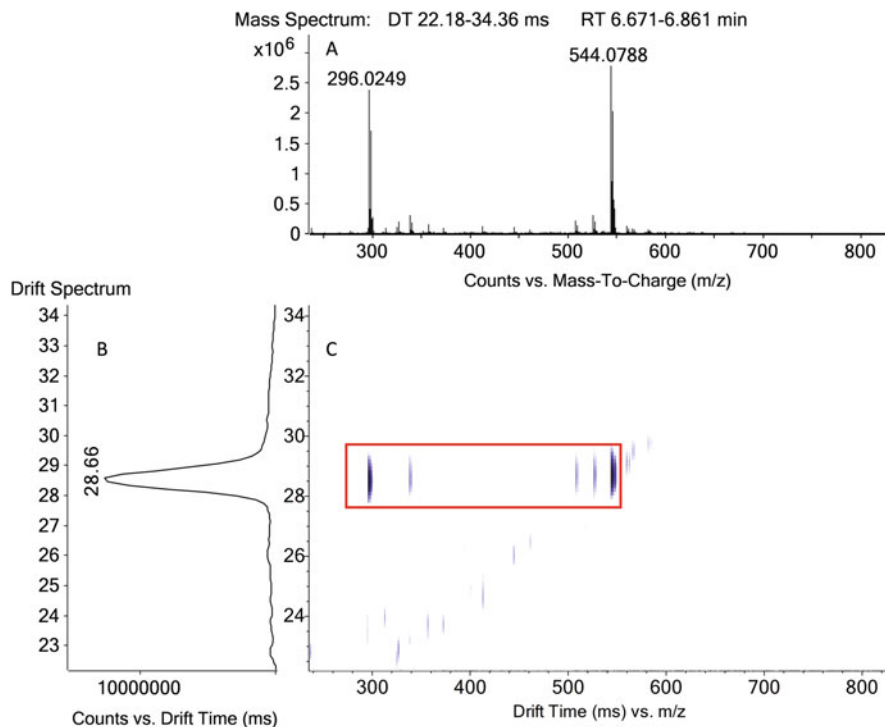 Mass Spectrum: DT 22.18-34.36 ms RT 6.671-6.861 min
x10⁶
A
544.0788
296.0249
2.5
2
1.5
1
0.5
0
300 400 500 600 700 800
Counts vs. Mass-To-Charge (m/z)
Drift Spectrum
34
33
32
31
30
29
28
27
26
25
24
23
B
28.66
10000000
Counts vs. Drift Time (ms)
34
32
30
28
26
24
C
300 400 500 600 700 800
Drift Time (ms) vs. m/z